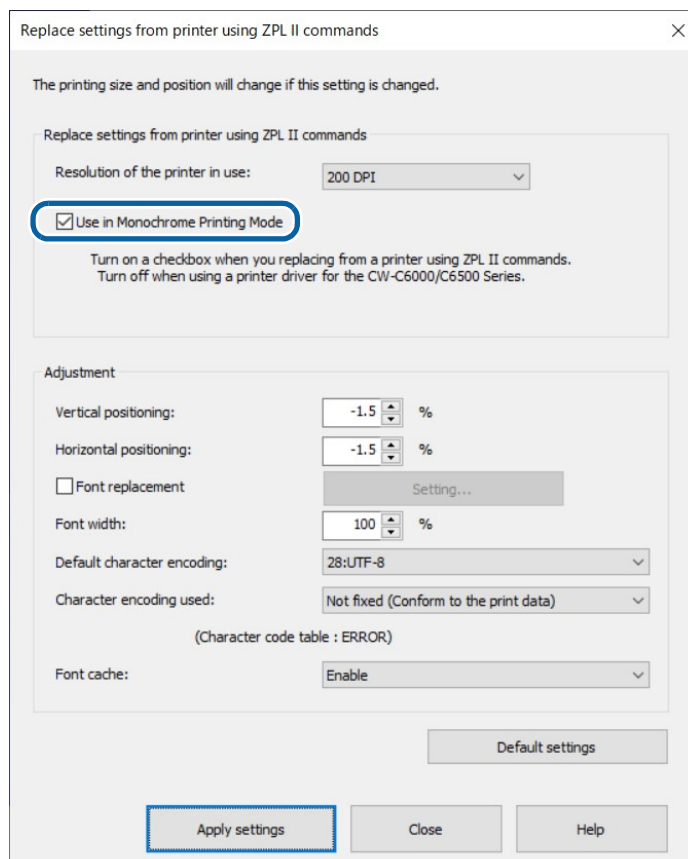 Replace settings from printer using ZPL II commands
The printing size and position will change if this setting is changed.
Replace settings from printer using ZPL II commands
Resolution of the printer in use: 200 DPI
Use in Monochrome Printing Mode
Turn on a checkbox when you replacing from a printer using ZPL II commands.
Turn off when using a printer driver for the CW-C6000/C6500 Series.
Adjustment
Vertical positioning: -1.5 %
Horizontal positioning: -1.5 %
Font replacement Setting...
Font width: 100 %
Default character encoding: 28:UTF-8
Character encoding used: Not fixed (Conform to the print data)
(Character code table : ERROR)
Font cache: Enable
Default settings
Apply settings Close Help